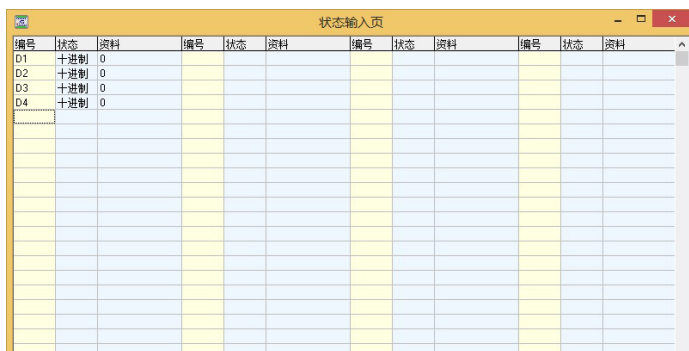 状态输入页
编号 状态 资料 编号 状态 资料 编号 状态 资料 编号 状态 资料
D1 十进制 0
D2 十进制 0
D3 十进制 0
D4 十进制 0